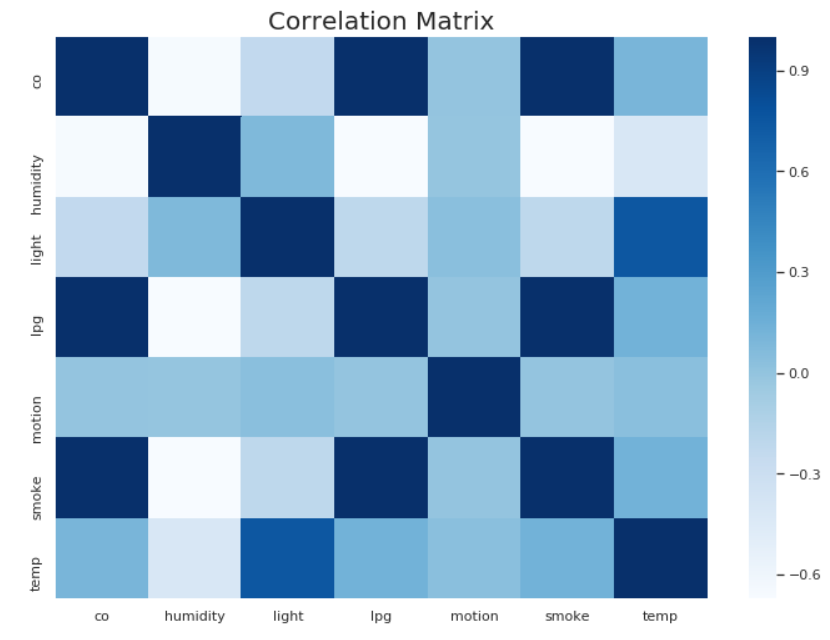 Correlation Matrix
co
humidity
light
lpg
motion
smoke
temp
co humidity light lpg motion smoke temp
0.9
0.6
0.3
0.0
−0.3
−0.6